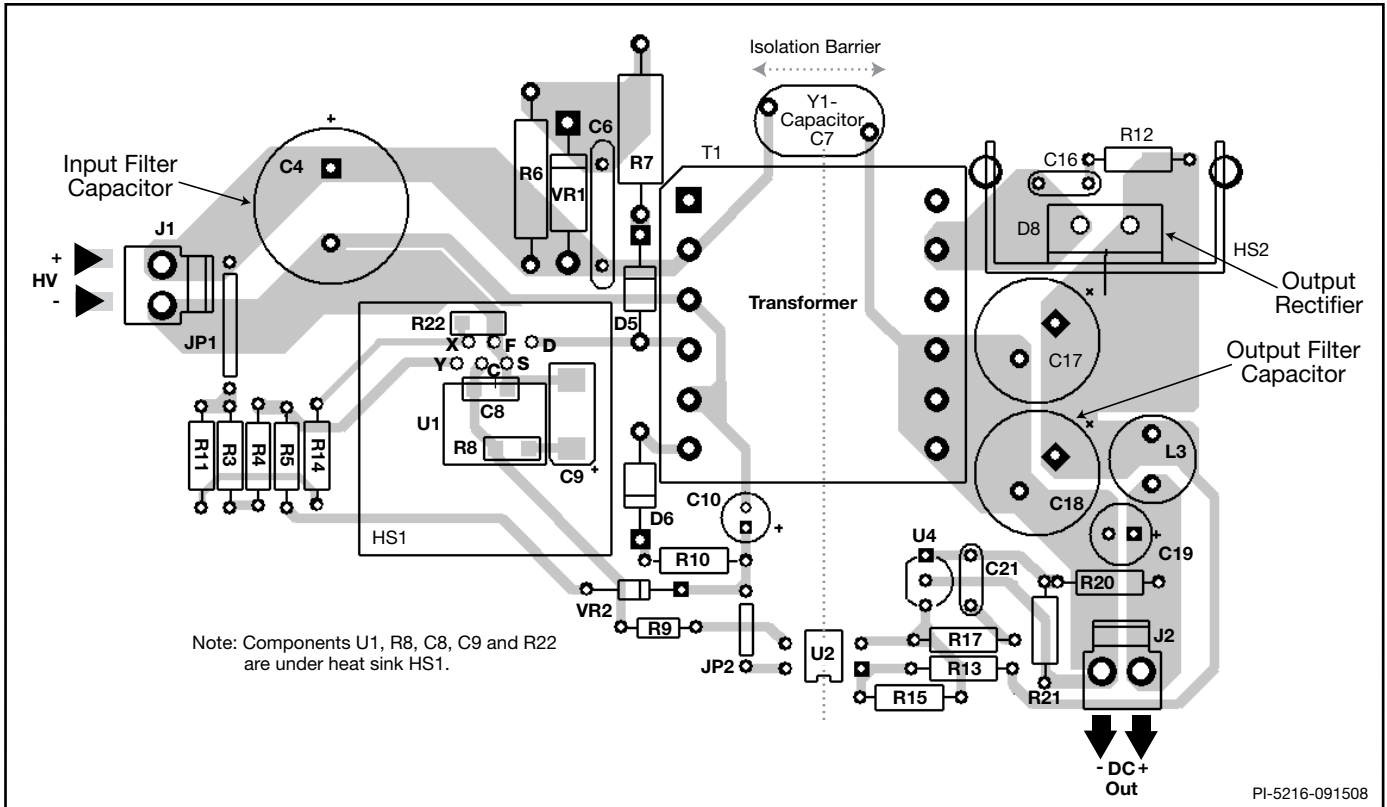 Isolation Barrier
Y1-
Capacitor
C7
Input Filter
Capacitor
+
C4
R6
VR1
C6
R7
T1
R12
C16
D8
HS2
Output
Rectifier
J1
+
HV
-
JP1
Transformer
D5
R22
X
F
D
Y
C
S
U1
C8
R8
C9
+
HS1
C17
Output Filter
Capacitor
C18
L3
R11
R3
R4
R5
R14
D6
C10
+
R10
VR2
R9
JP2
U2
U4
C21
C19
+
R20
R17
R13
R15
R21
J2
Note: Components U1, R8, C8, C9 and R22
are under heat sink HS1.
- DC +
Out
PI-5216-091508